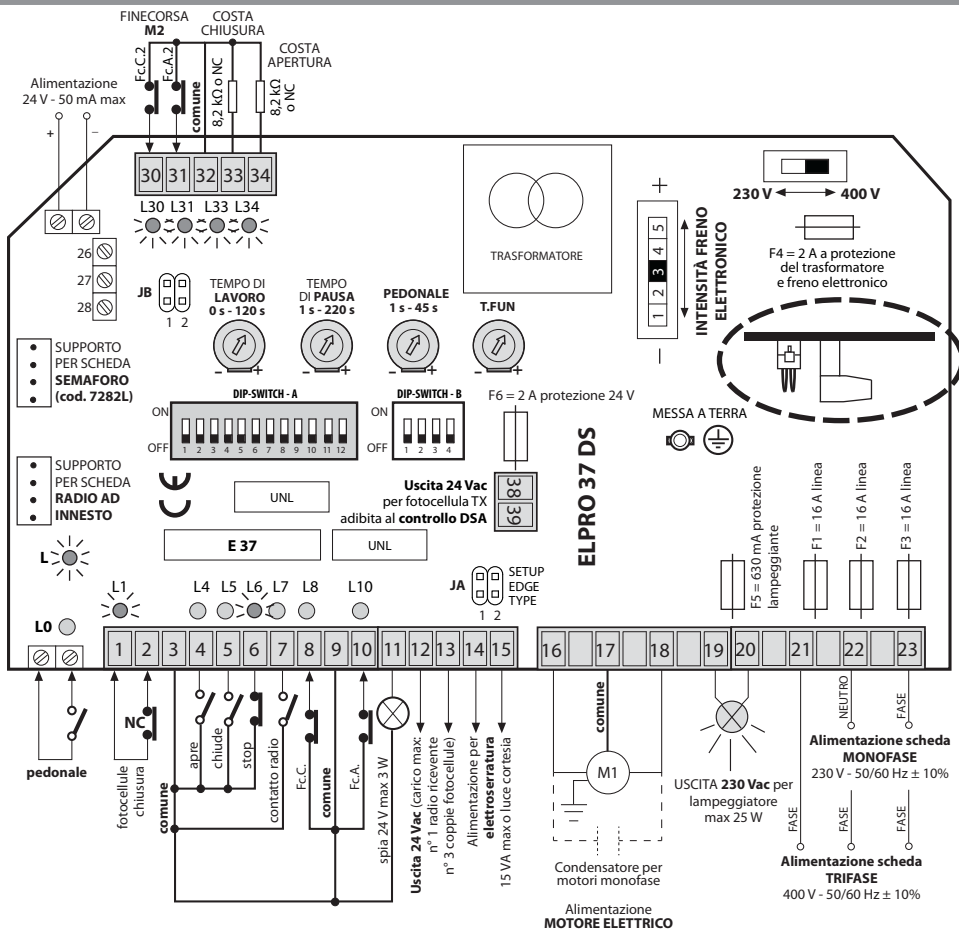 FINECORSA
M2
COSTA
CHIUSURA
COSTA
APERTURA
Fc.C.2
Fc.A.2
comune
8,2 kΩ o NC
8,2 kΩ
o NC
Alimentazione
24 V - 50 mA max
+ –
30 31 32 33 34
L30 L31 L33 L34
26
27
28
JB
1 2
TEMPO DI
LAVORO
0 s - 120 s
TEMPO
DI PAUSA
1 s - 220 s
PEDONALE
1 s - 45 s
T.FUN
- + - + - + - +
TRASFORMATORE
+
1 2 3 4 5
–
INTENSITÀ FRENO
ELETTRONICO
230 V 400 V
F4 = 2 A a protezione
del trasformatore
e freno elettronico
SUPPORTO
PER SCHEDA
SEMAFORO
(cod. 7282L)
DIP-SWITCH - A
ON
OFF
1 2 3 4 5 6 7 8 9 10 11 12
DIP-SWITCH - B
ON
OFF
1 2 3 4
F6 = 2 A protezione 24 V
MESSA A TERRA
SUPPORTO
PER SCHEDA
RADIO AD
INNESTO
CE
UNL
Uscita 24 Vac
per fotocellula TX
adibita al controllo DSA
38
39
ELPRO 37 DS
E 37
UNL
JA
1 2
SETUP
EDGE
TYPE
F5 = 630 mA protezione
lampeggiante
F1 = 16 A linea
F2 = 16 A linea
F3 = 16 A linea
L
L1 L4 L5 L6 L7 L8 L10
L0
1 2 3 4 5 6 7 8 9 10 11 12 13 14 15
16 17 18 19 20 21 22 23
pedonale
fotocellule
chiusura
NC
comune
apre
chiude
stop
contatto radio
Fc.C.
comune
Fc.A.
spia 24 V max 3 W
Uscita 24 Vac (carico max:
n° 1 radio ricevente
n° 3 coppie fotocellule)
Alimentazione per
elettroserratura
15 VA max o luce cortesia
comune
M1
Condensatore per
motori monofase
Alimentazione
MOTORE ELETTRICO
USCITA 230 Vac per
lampeggiatore
max 25 W
NEUTRO
FASE
Alimentazione scheda
MONOFASE
230 V - 50/60 Hz ± 10%
FASE
FASE
FASE
Alimentazione scheda
TRIFASE
400 V - 50/60 Hz ± 10%